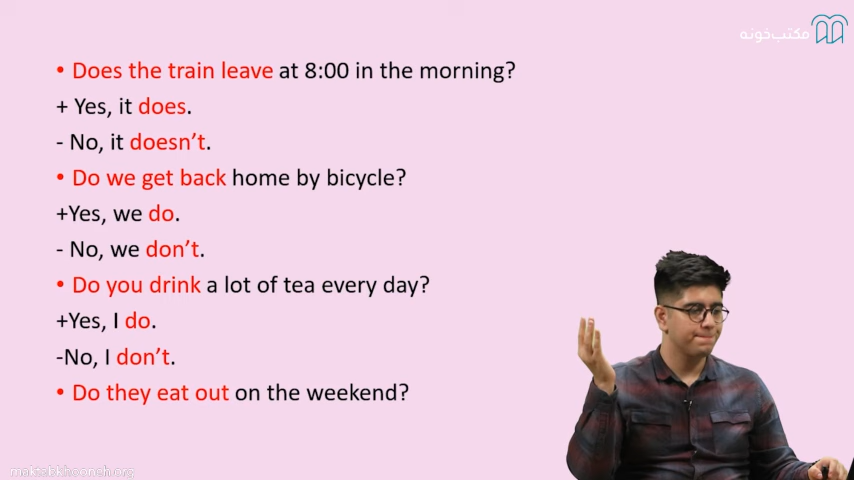 مکتب‌خونه
• Does the train leave at 8:00 in the morning?
+ Yes, it does.
- No, it doesn’t.
• Do we get back home by bicycle?
+Yes, we do.
- No, we don’t.
• Do you drink a lot of tea every day?
+Yes, I do.
-No, I don’t.
• Do they eat out on the weekend?
maktabkhooneh.org